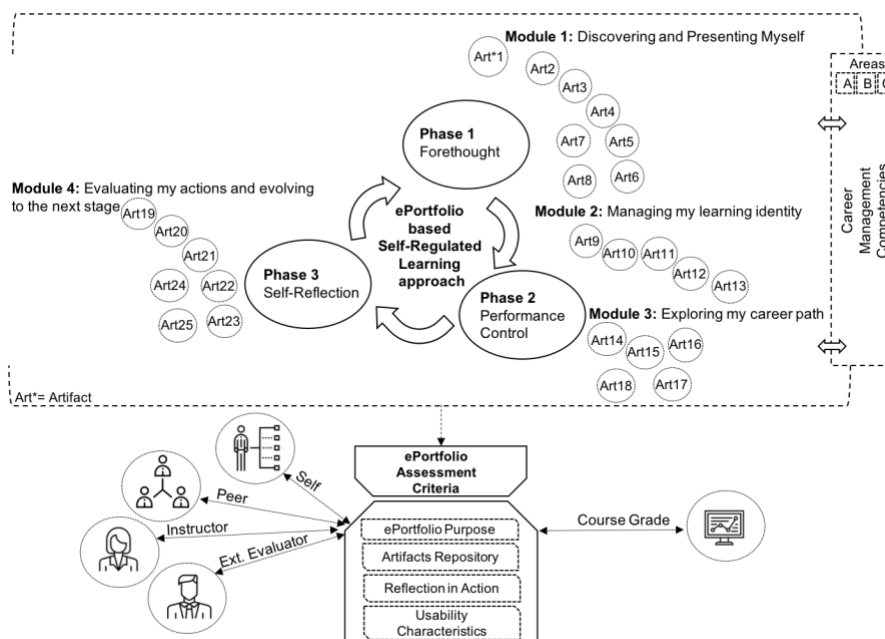 Module 1: Discovering and Presenting Myself
Art*1
Art2
Art3
Art4
Art5
Art6
Art7
Art8
Areas
A B
Phase 1
Forethought
Module 4: Evaluating my actions and evolving
to the next stage
Art19
Art20
Art21
Art22
Art23
Art24
Art25
ePortfolio
based
Self-Regulated
Learning
approach
Module 2: Managing my learning identity
Art9
Art10
Art11
Art12
Art13
Career
Management
Competencies
Phase 3
Self-Reflection
Phase 2
Performance
Control
Module 3: Exploring my career path
Art14
Art15
Art16
Art17
Art18
Art*= Artifact
ePortfolio
Assessment
Criteria
Self
Peer
Instructor
Ext. Evaluator
ePortfolio Purpose
Artifacts Repository
Reflection in Action
Usability
Characteristics
Course Grade